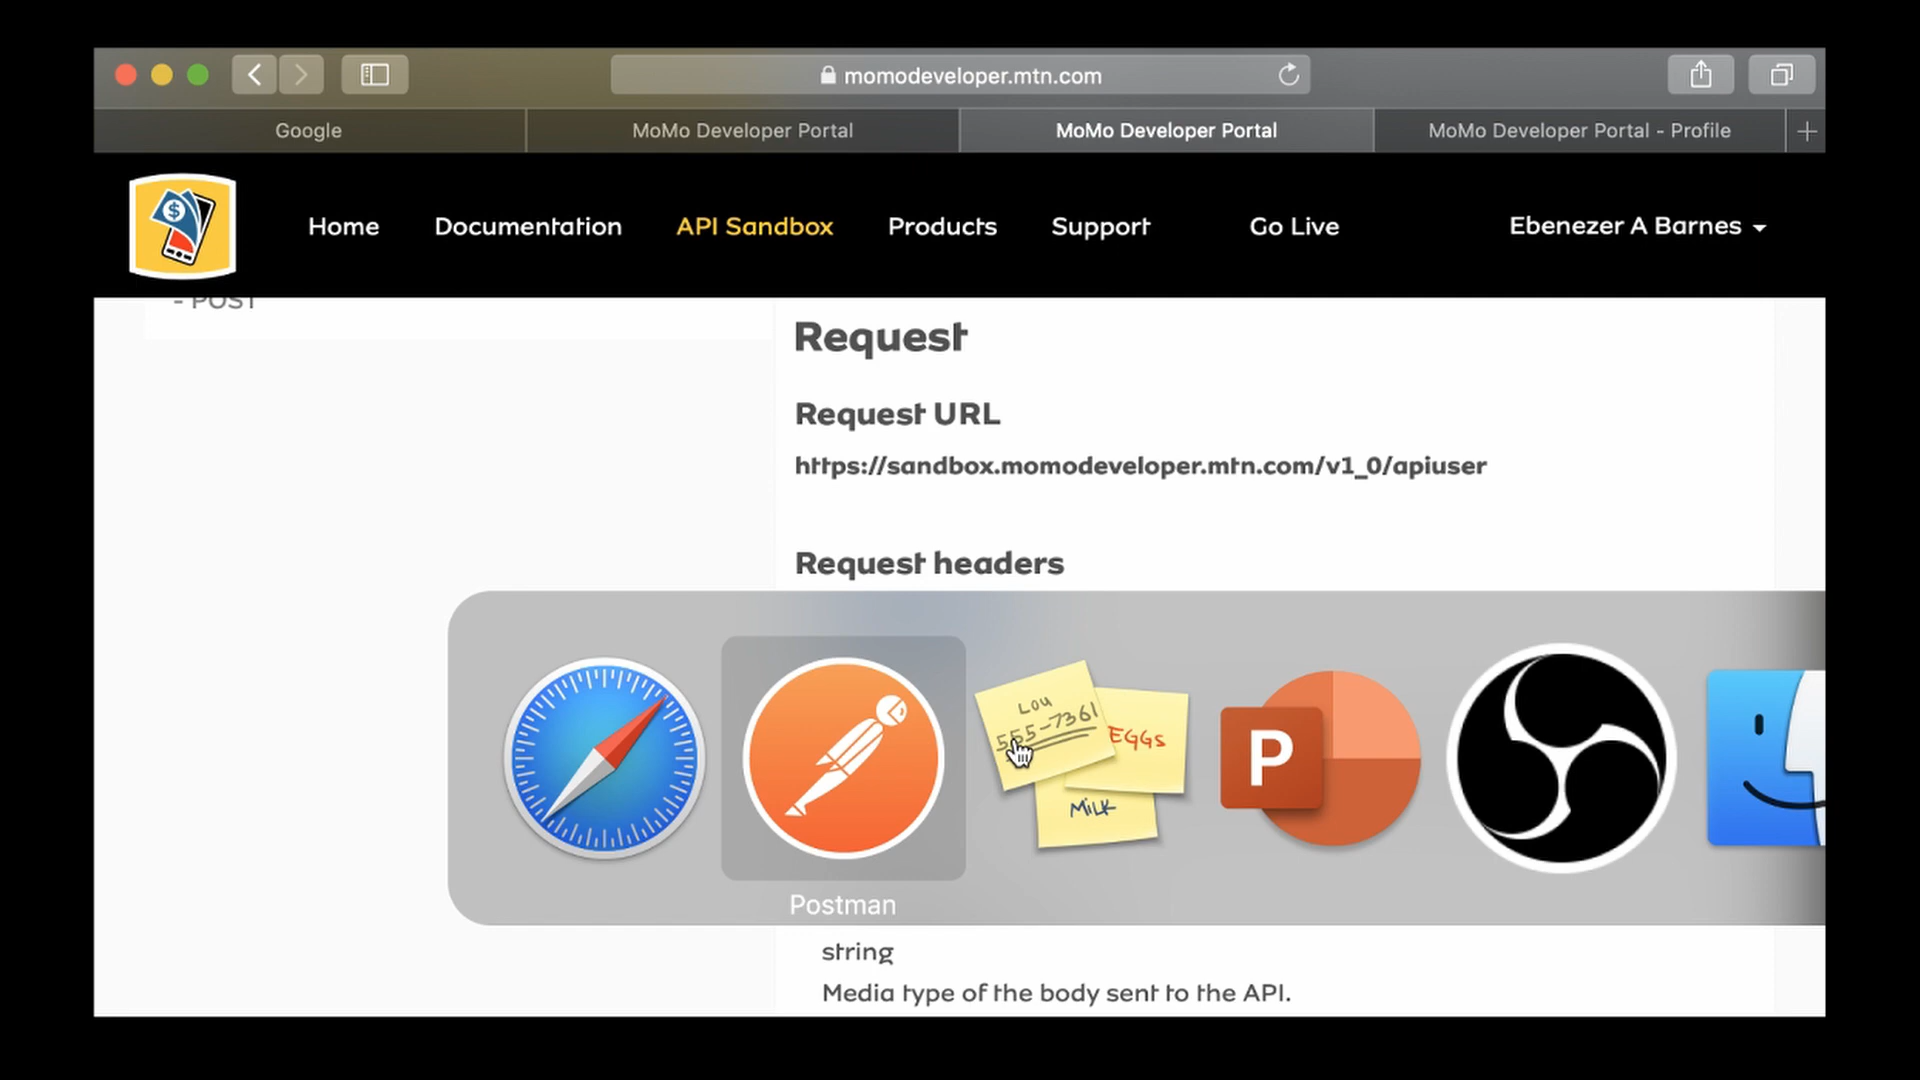 momodeveloper.mtn.com
Google
MoMo Developer Portal
MoMo Developer Portal
MoMo Developer Portal - Profile
$
Home
Documentation
API Sandbox
Products
Support
Go Live
Ebenezer A Barnes
- POST
Request
Request URL
https://sandbox.momodeveloper.mtn.com/v1_0/apiuser
Request headers
Lou
555-7361
EGGS
MILK
P
Postman
string
Media type of the body sent to the API.